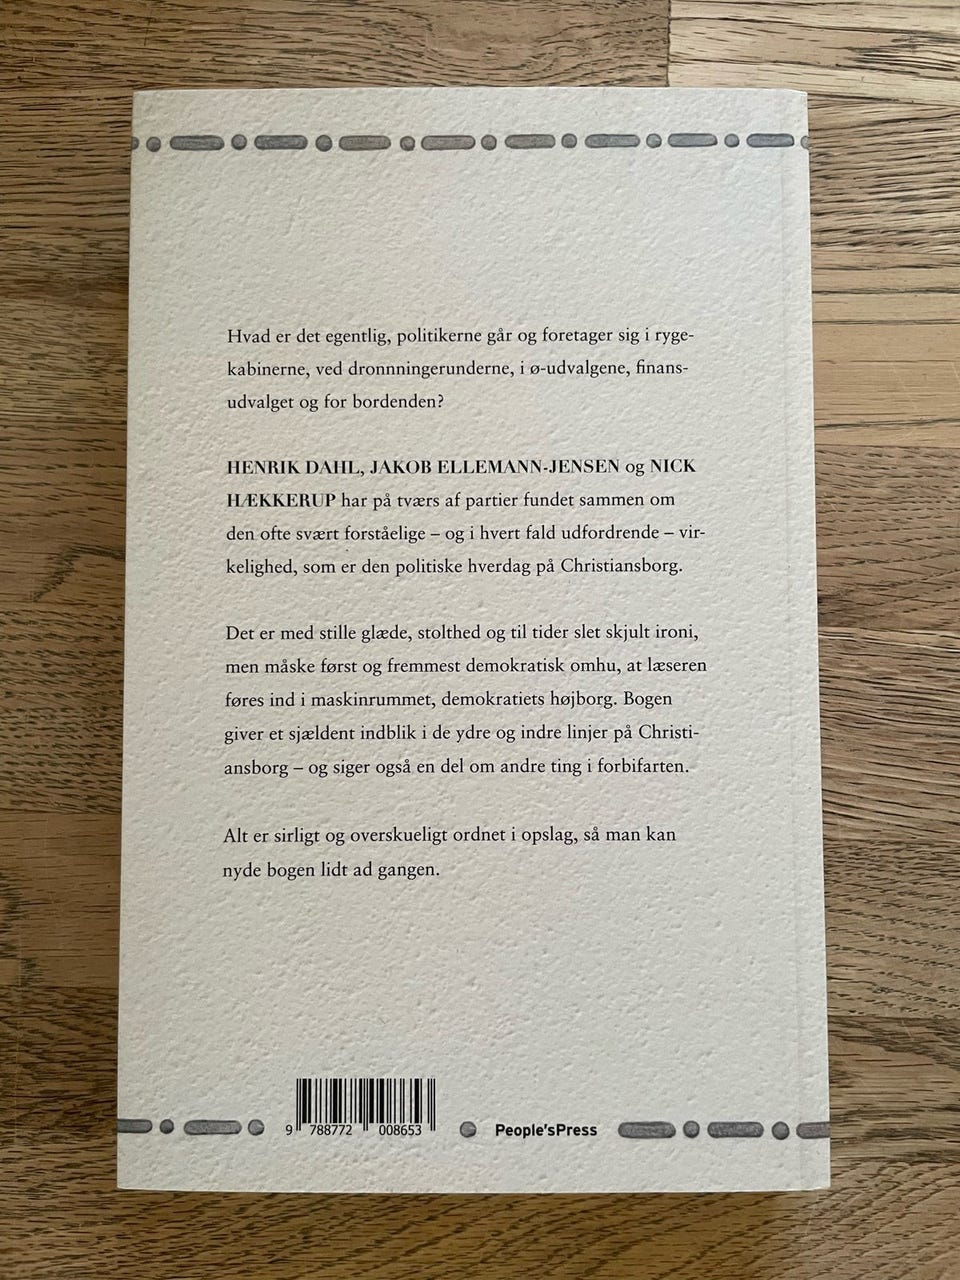 Hvad er det egentlig, politikerne går og foretager sig i ryge-
kabinerne, ved dronnningerunderne, i ø-udvalgene, finans-
udvalget og for bordenden?
HENRIK DAHL, JAKOB ELLEMANN-JENSEN og NICK
HÆKKERUP har på tværs af partier fundet sammen om
den ofte svært forståelige – og i hvert fald udfordrende – vir-
kelighed, som er den politiske hverdag på Christiansborg.
Det er med stille glæde, stolthed og til tider slet skjult ironi,
men måske først og fremmest demokratisk omhu, at læseren
føres ind i maskinrummet, demokratiets højborg. Bogen
giver et sjældent indblik i de ydre og indre linjer på Christi-
ansborg – og siger også en del om andre ting i forbifarten.
Alt er sirligt og overskueligt ordnet i opslag, så man kan
nyde bogen lidt ad gangen.
9 788772 008653
People'sPress